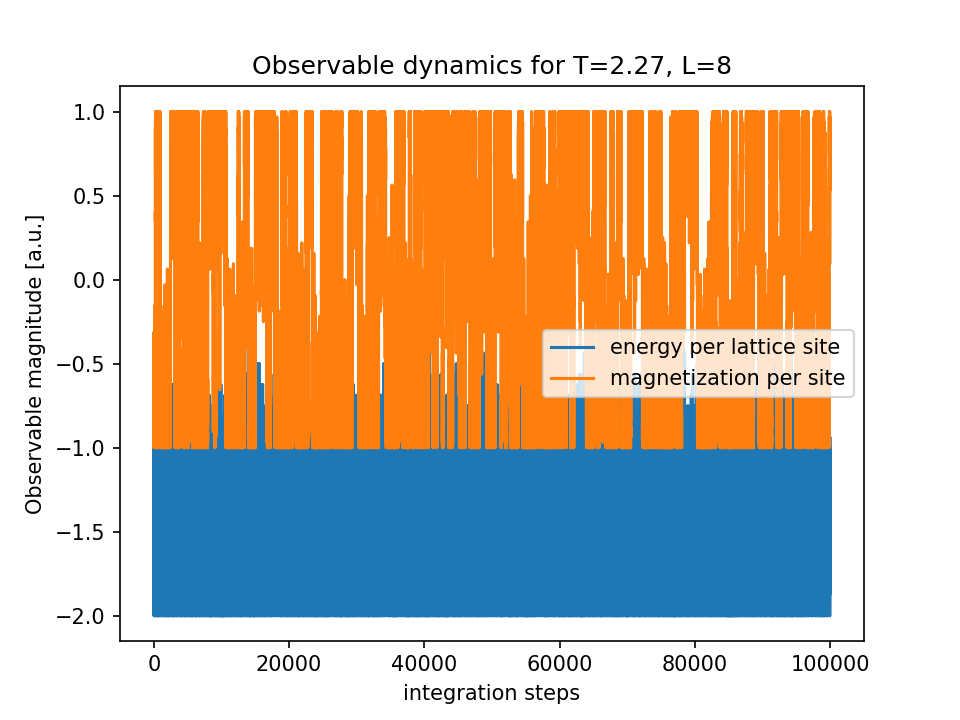 Observable dynamics for T=2.27, L=8
Observable magnitude [a.u.]
1.0
0.5
0.0
−0.5
−1.0
−1.5
−2.0
energy per lattice site
magnetization per site
0 20000 40000 60000 80000 100000
integration steps